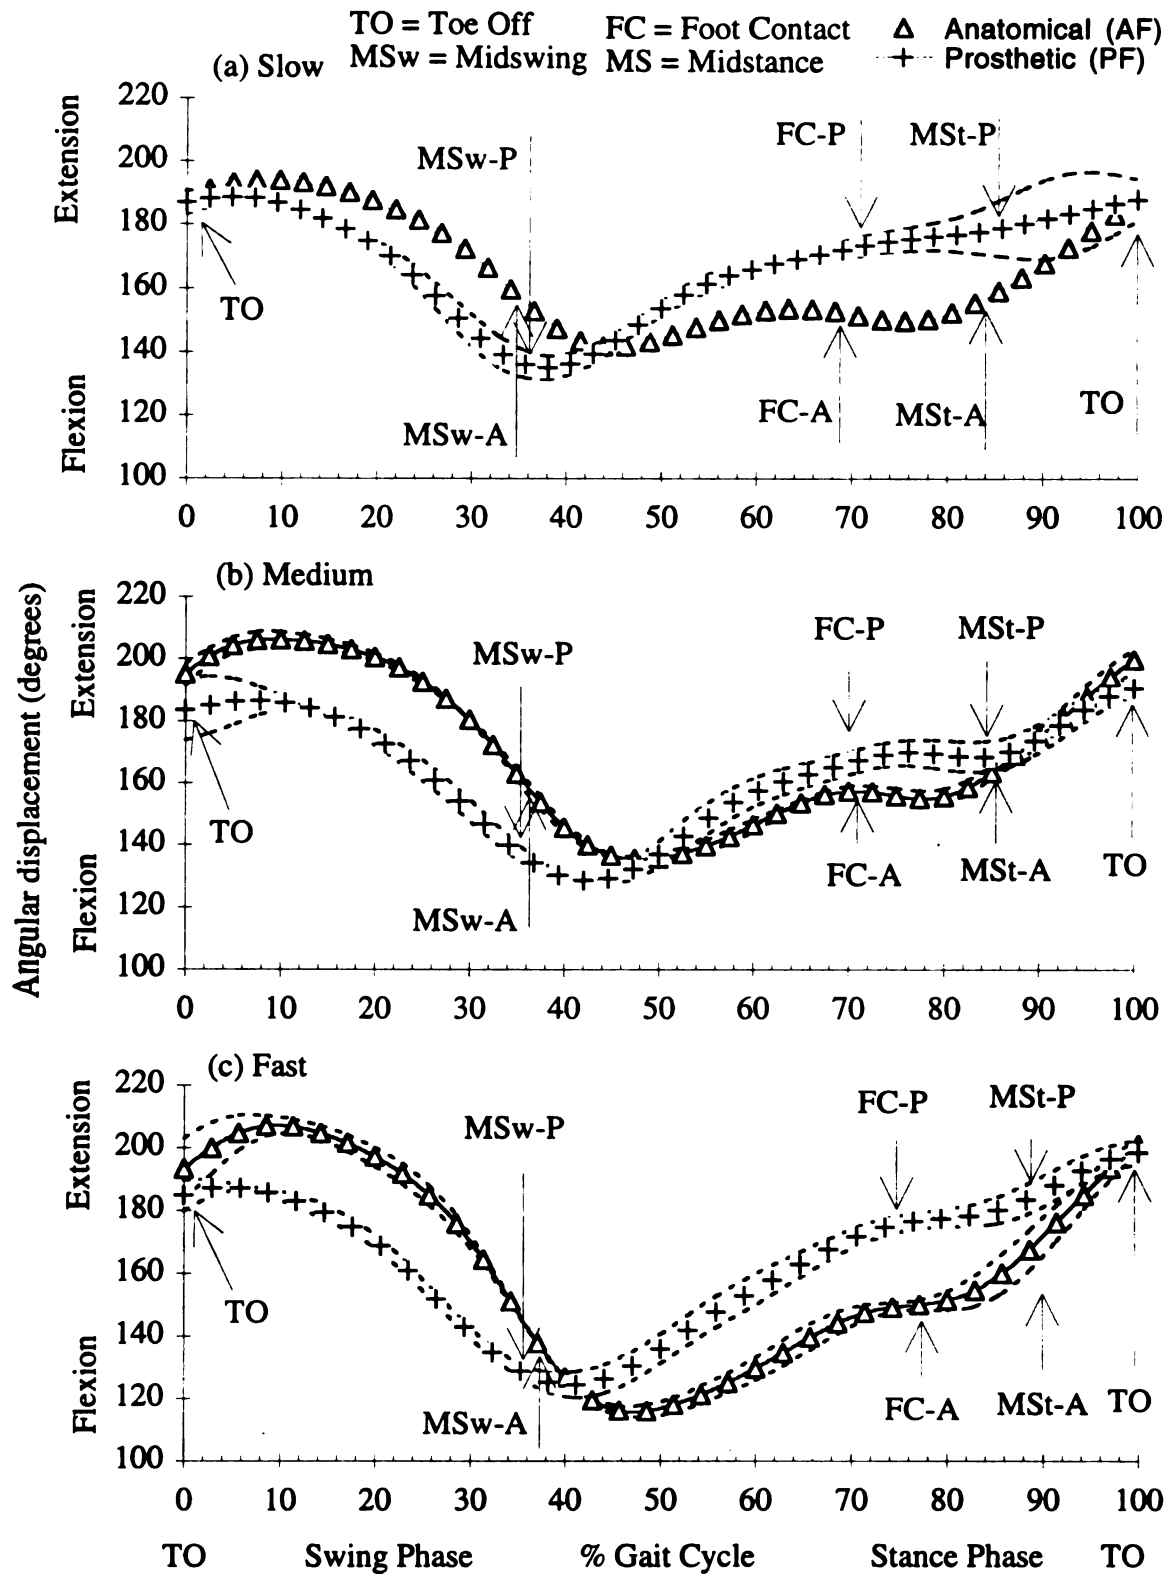 TO = Toe Off FC = Foot Contact Anatomical (AF)
MSw = Midswing MS = Midstance Prosthetic (PF)
(a) Slow
220
200
180
160
140
120
100
Extension
Flexion
MSw-P
FC-P
MSt-P
TO
MSw-A
FC-A
MSt-A
TO
0 10 20 30 40 50 60 70 80 90 100
(b) Medium
Angular displacement (degrees)
220
200
180
160
140
120
100
Extension
Flexion
MSw-P
FC-P
MSt-P
TO
MSw-A
FC-A
MSt-A
TO
0 10 20 30 40 50 60 70 80 90 100
(c) Fast
220
200
180
160
140
120
100
Extension
Flexion
MSw-P
FC-P
MSt-P
TO
MSw-A
FC-A
MSt-A
TO
0 10 20 30 40 50 60 70 80 90 100
TO Swing Phase % Gait Cycle Stance Phase TO